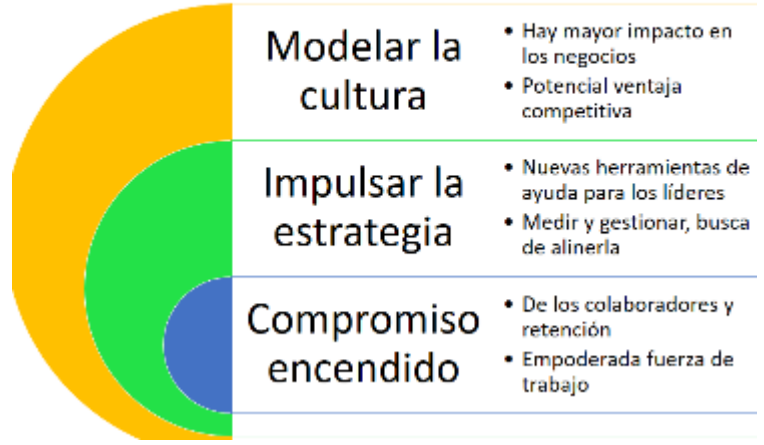 Modelar la
cultura
• Hay mayor impacto en
los negocios
• Potencial ventaja
competitiva
Impulsar la
estrategia
• Nuevas herramientas de
ayuda para los líderes
• Medir y gestionar, busca
de alinerla
Compromiso
encendido
• De los colaboradores y
retención
• Empoderada fuerza de
trabajo